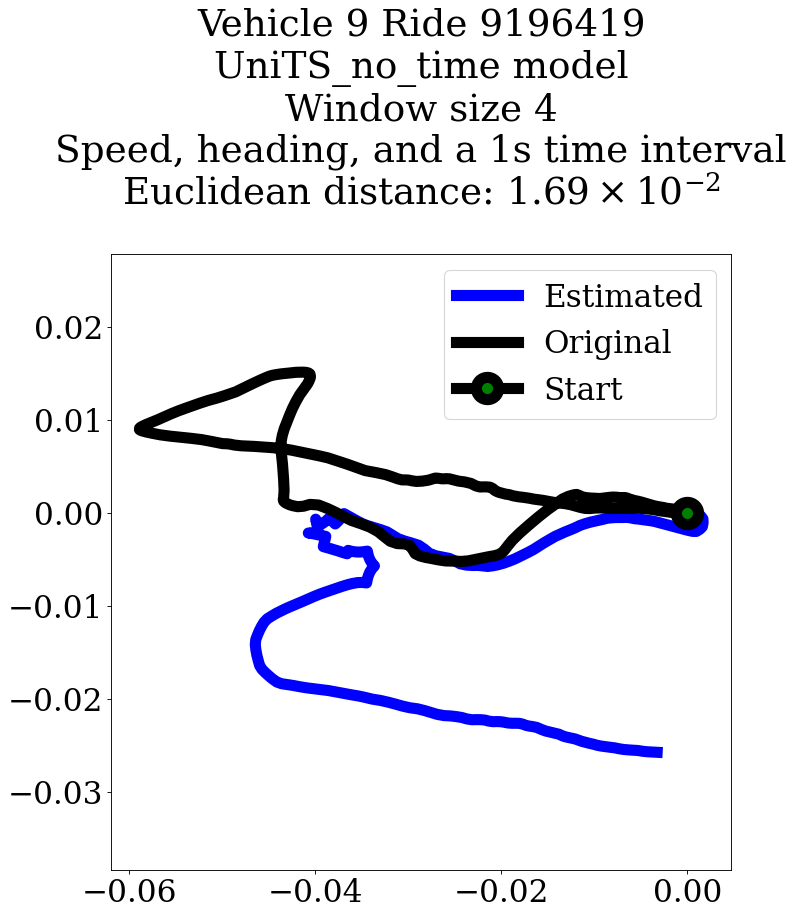 Vehicle 9 Ride 9196419
UniTS_no_time model
Window size 4
Speed, heading, and a 1s time interval
Euclidean distance: 1.69 × 10⁻²
Estimated
Original
Start
0.02
0.01
0.00
−0.01
−0.02
−0.03
−0.06 −0.04 −0.02 0.00